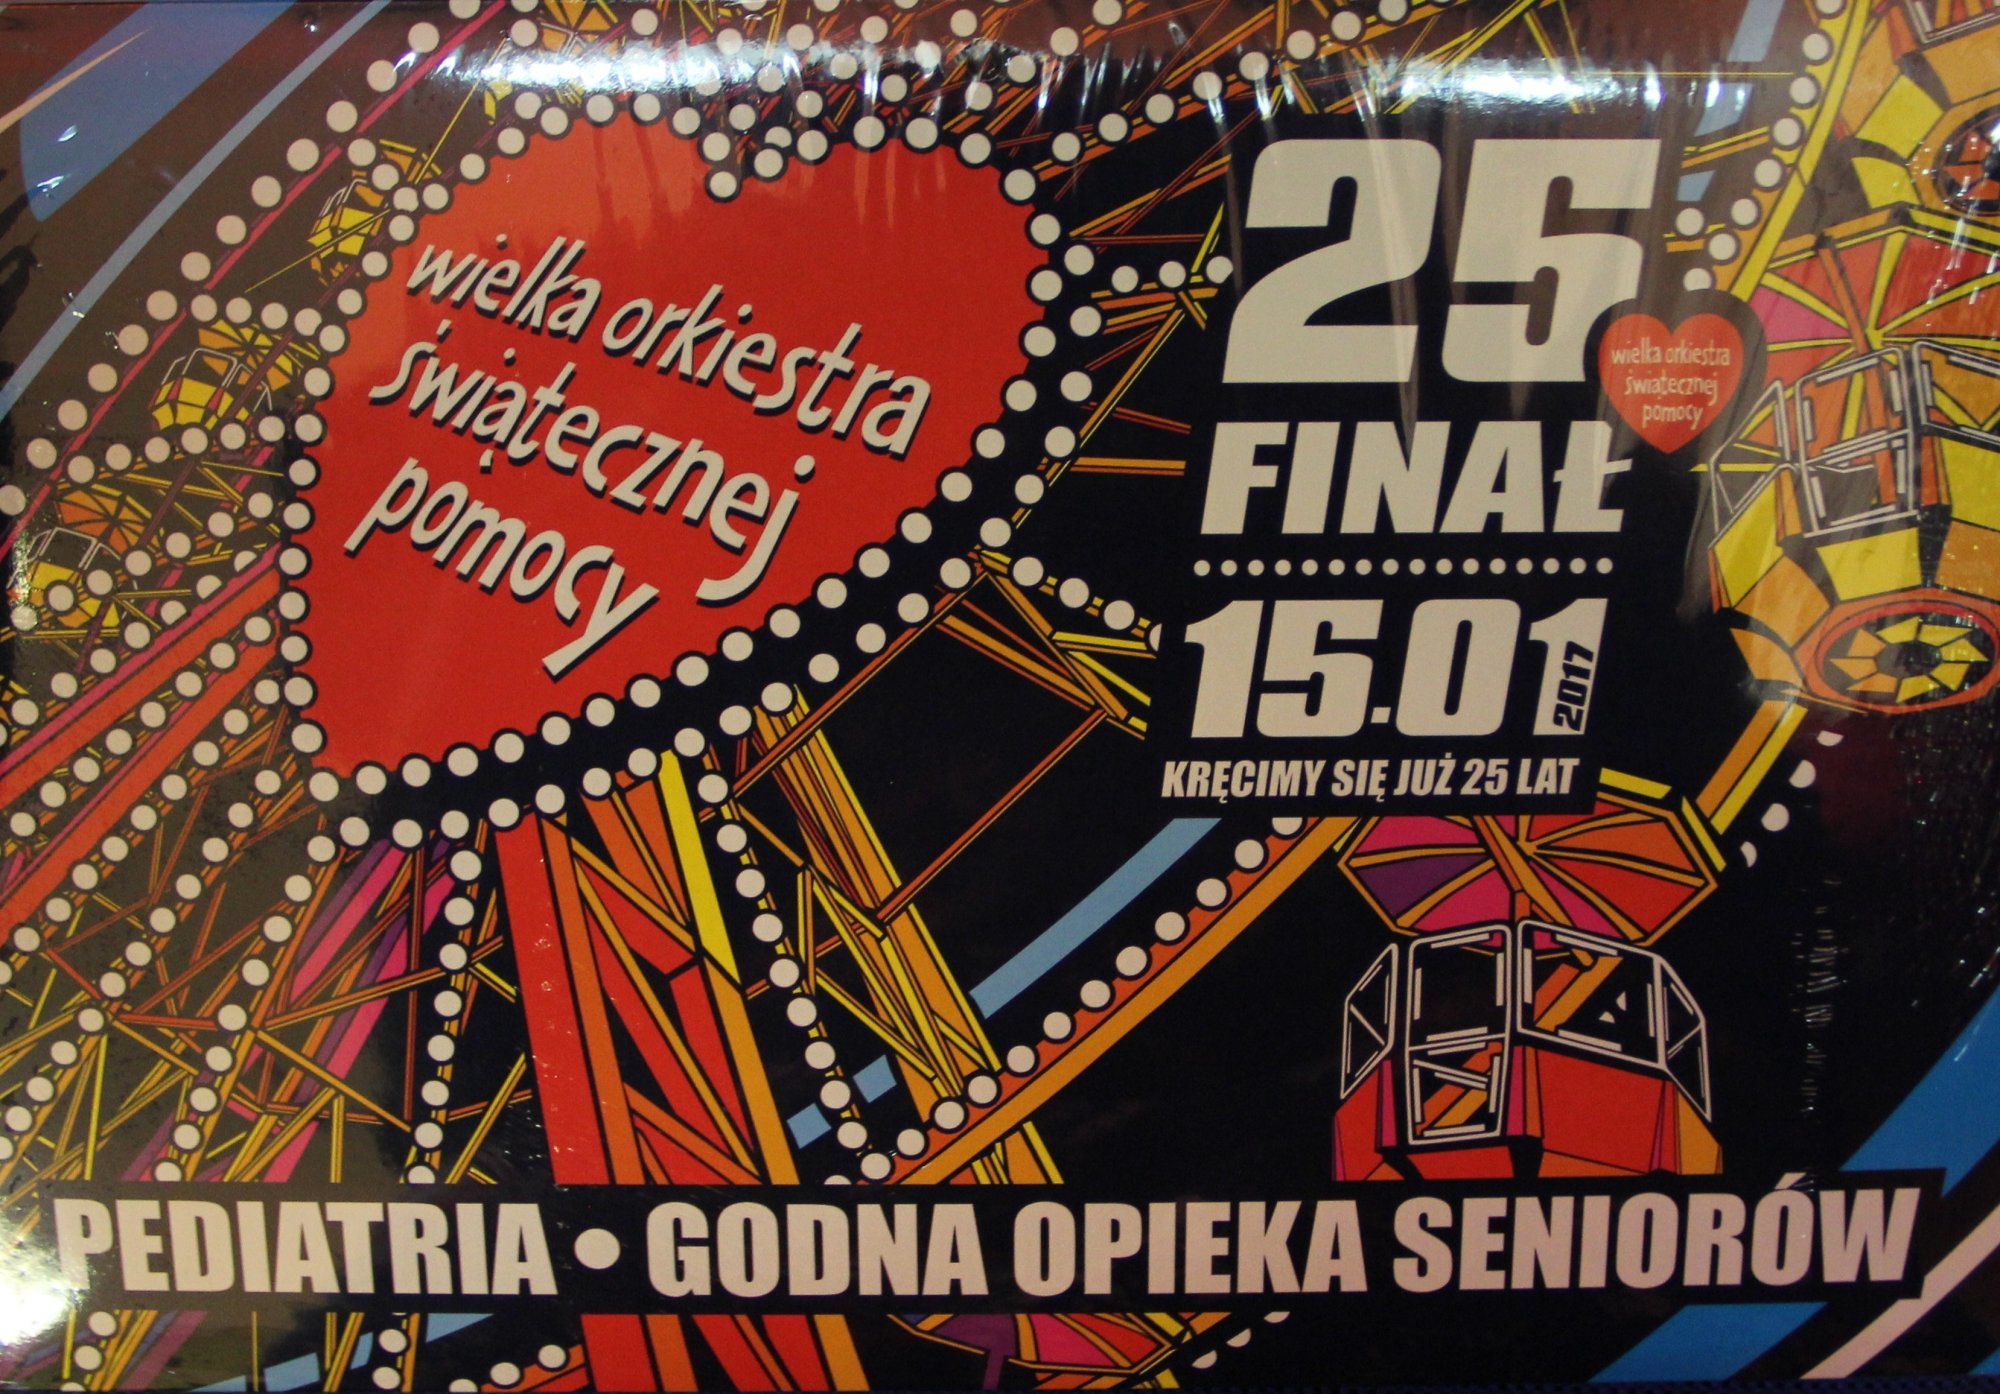 wielka orkiestra
świątecznej
pomocy
25
FINAŁ
wielka orkiestra
świątecznej
pomocy
15.01
2017
KRĘCIMY SIĘ JUŻ 25 LAT
PEDIATRIA • GODNA OPIEKA SENIORÓW